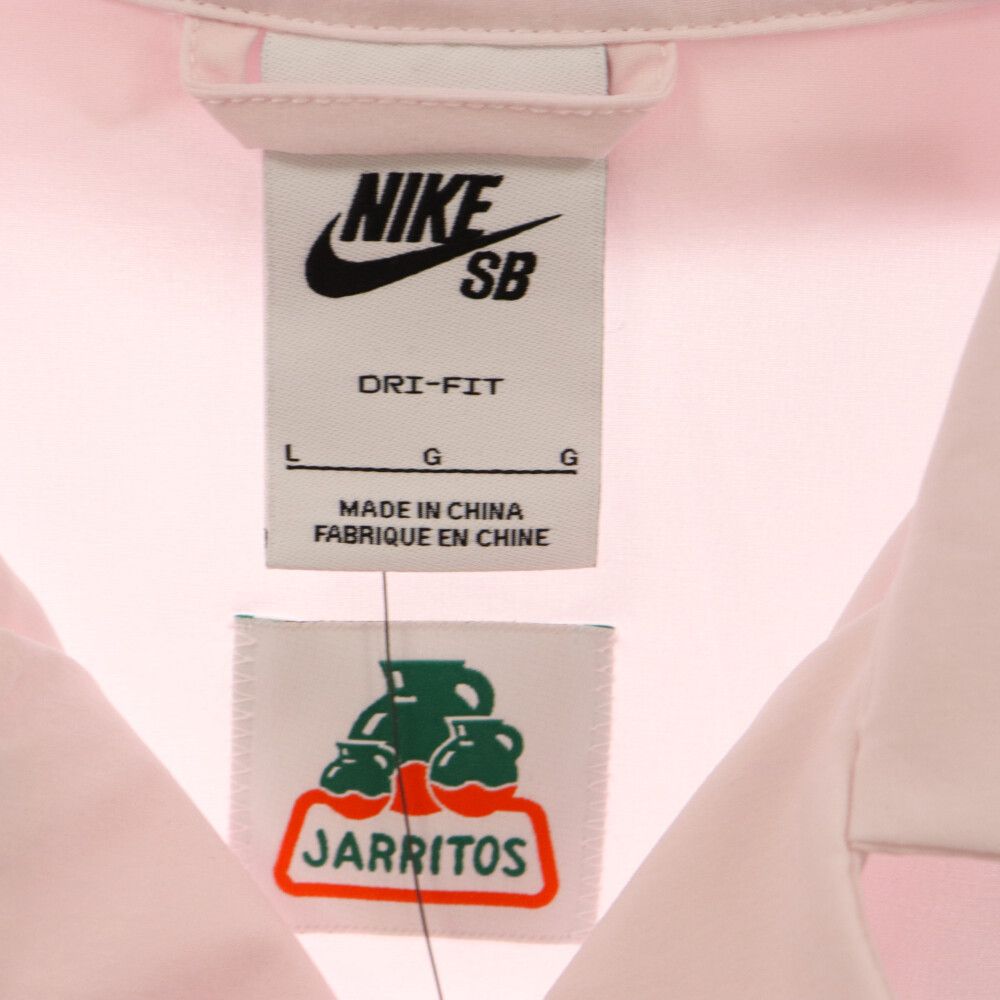 NIKE
SB
DRI-FIT
L G G
MADE IN CHINA
FABRIQUE EN CHINE
JARRITOS